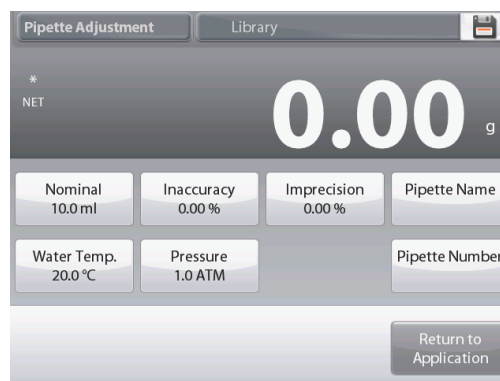 Pipette Adjustment
Library
*
NET
0.00 g
Nominal
10.0 ml
Inaccuracy
0.00 %
Imprecision
0.00 %
Pipette Name
Water Temp.
20.0 °C
Pressure
1.0 ATM
Pipette Number
Return to
Application